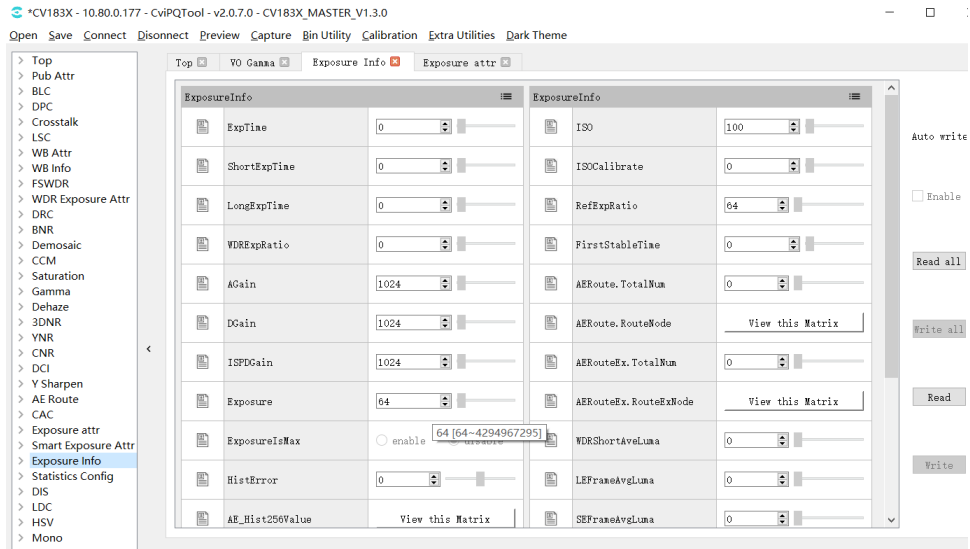 *CV183X - 10.80.0.177 - CviPQTool - v2.0.7.0 - CV183X_MASTER_V1.3.0
Open Save Connect Disonnect Preview Capture Bin Utility Calibration Extra Utilities Dark Theme
Top
Pub Attr
BLC
DPC
Crosstalk
LSC
WB Attr
WB Info
FSWDR
WDR Exposure Attr
DRC
BNR
Demosaic
CCM
Saturation
Gamma
Dehaze
3DNR
YNR
CNR
DCI
Y Sharpen
AE Route
CAC
Exposure attr
Smart Exposure Attr
Exposure Info
Statistics Config
DIS
LDC
HSV
Mono
Top VO Gamma Exposure Info Exposure attr
ExposureInfo
ExpTime 0
ShortExpTime 0
LongExpTime 0
WDRExpRatio 0
AGain 1024
DGain 1024
ISPDGain 1024
Exposure 64
64 [64~4294967295]
ExposureIsMax enable disable
HistError 0
AE_Hist256Value View this Matrix
ExposureInfo
ISO 100
ISOCalibrate 0
RefExpRatio 64
FirstStableTime 0
AERoute.TotalNum 0
AERoute.RouteNode View this Matrix
AERouteEx.TotalNum 0
AERouteEx.RouteExNode View this Matrix
WDRShortAveLuma 0
LEFrameAvgLuma 0
SEFrameAvgLuma 0
Auto write
Enable
Read all
Write all
Read
Write